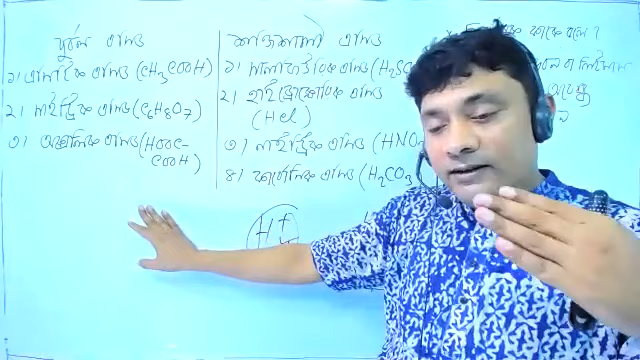 দুর্বল এসিড
১। এসিটিক এসিড (CH3COOH)
২। সাইট্রিক এসিড (C6H8O7)
৩। অক্সালিক এসিড (HOOC-
COOH)
শক্তিশালী এসিড
১। সালফিউরিক এসিড (H2SO
২। হাইড্রোক্লোরিক এসিড
(Hcl)
৩। নাইট্রিক এসিড (HNO
৪। কার্বোনিক এসিড (H2CO3
H+
কাকে বলে?